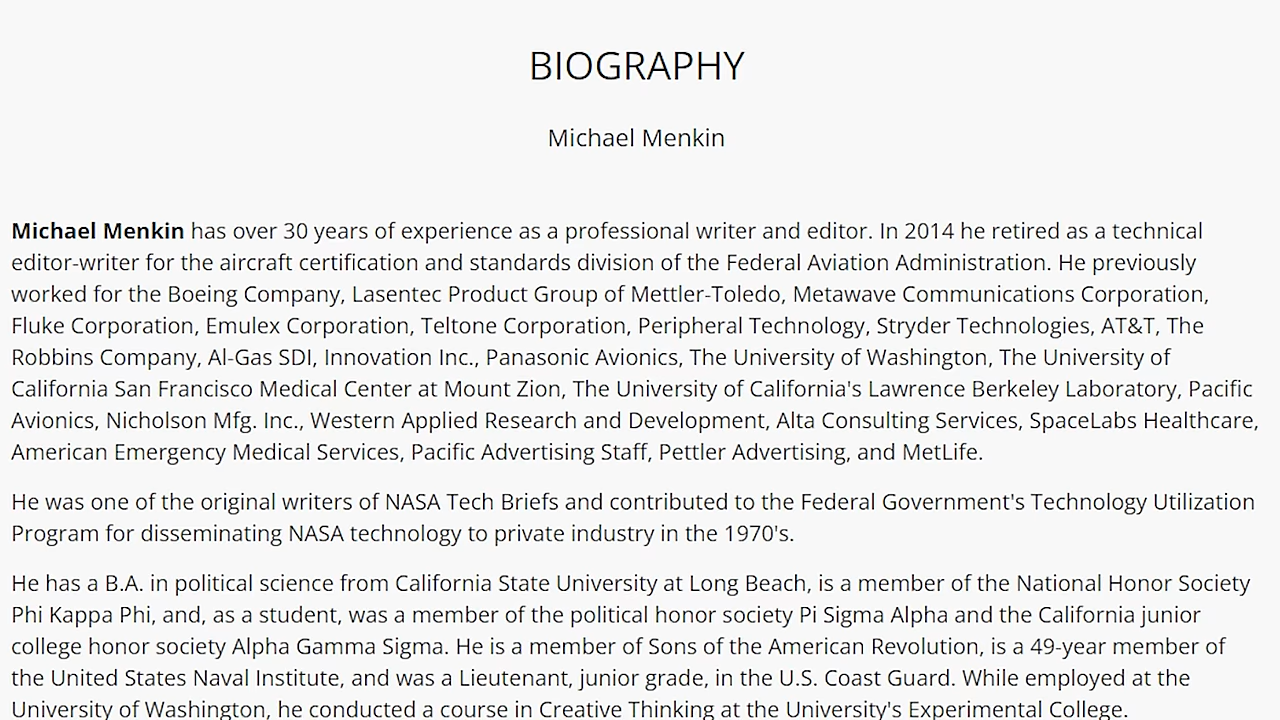 BIOGRAPHY
Michael Menkin
Michael Menkin has over 30 years of experience as a professional writer and editor. In 2014 he retired as a technical
editor-writer for the aircraft certification and standards division of the Federal Aviation Administration. He previously
worked for the Boeing Company, Lasentec Product Group of Mettler-Toledo, Metawave Communications Corporation,
Fluke Corporation, Emulex Corporation, Teltone Corporation, Peripheral Technology, Stryder Technologies, AT&T, The
Robbins Company, Al-Gas SDI, Innovation Inc., Panasonic Avionics, The University of Washington, The University of
California San Francisco Medical Center at Mount Zion, The University of California's Lawrence Berkeley Laboratory, Pacific
Avionics, Nicholson Mfg. Inc., Western Applied Research and Development, Alta Consulting Services, SpaceLabs Healthcare,
American Emergency Medical Services, Pacific Advertising Staff, Pettler Advertising, and MetLife.
He was one of the original writers of NASA Tech Briefs and contributed to the Federal Government's Technology Utilization
Program for disseminating NASA technology to private industry in the 1970's.
He has a B.A. in political science from California State University at Long Beach, is a member of the National Honor Society
Phi Kappa Phi, and, as a student, was a member of the political honor society Pi Sigma Alpha and the California junior
college honor society Alpha Gamma Sigma. He is a member of Sons of the American Revolution, is a 49-year member of
the United States Naval Institute, and was a Lieutenant, junior grade, in the U.S. Coast Guard. While employed at the
University of Washington, he conducted a course in Creative Thinking at the University's Experimental College.